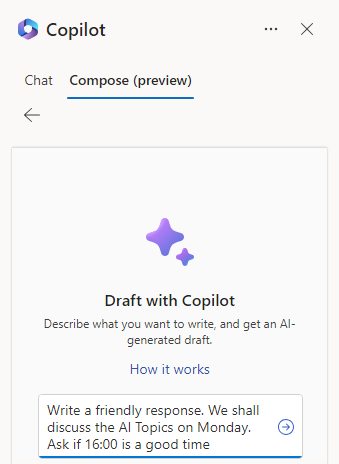 Copilot
Chat Compose (preview)
Draft with Copilot
Describe what you want to write, and get an AI-
generated draft.
How it works
Write a friendly response. We shall
discuss the AI Topics on Monday.
Ask if 16:00 is a good time